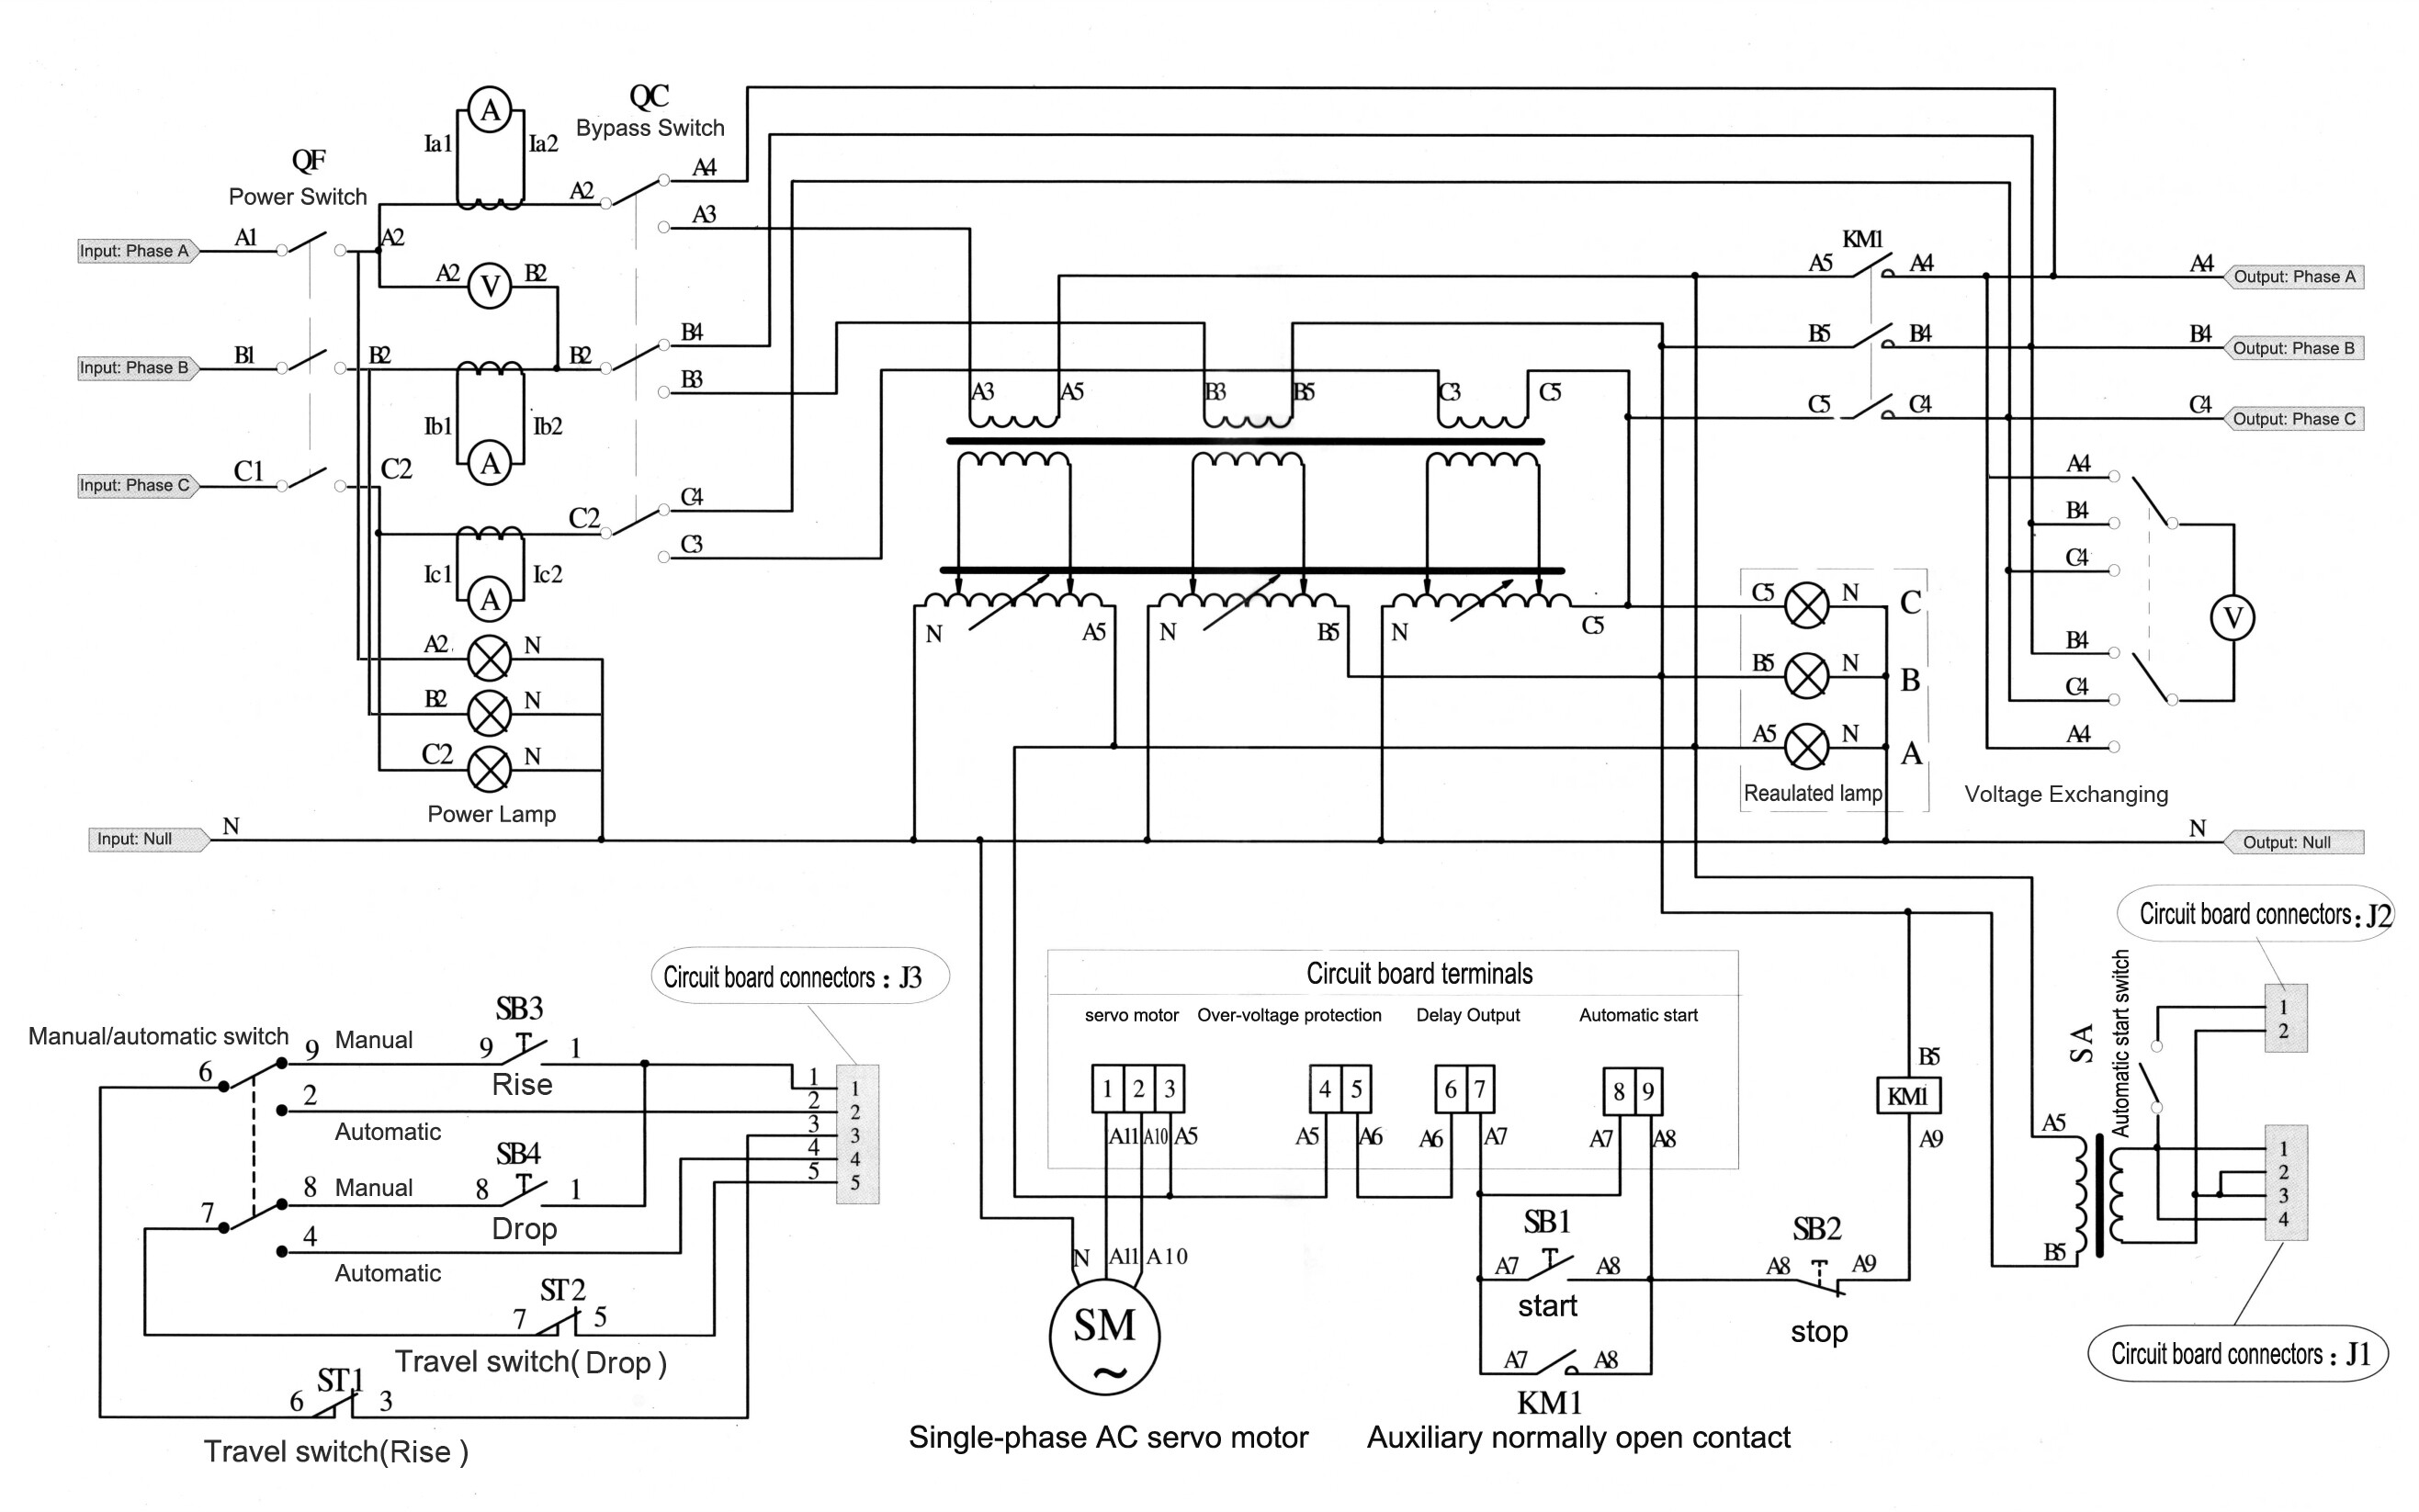 QC
Bypass Switch
A
Ia1
Ia2
QF
Power Switch
A4
A2
A3
KM1
Input: Phase A
A1
A2
A5
A4
A4
Output: Phase A
A2
V
B2
B4
B5
B4
B4
Output: Phase B
Input: Phase B
B1
B2
B2
B3
A3
A5
B3
B5
C3
C5
C5
C4
C4
Output: Phase C
Ib1
Ib2
A
Input: Phase C
C1
C2
A4
C4
C2
B4
C3
C4
Ic1
Ic2
A
C5
N
C
V
N
A5
N
B5
N
C5
A2
N
B4
B5
N
B
B2
N
C4
A5
N
A
A4
C2
N
Reaulated lamp
Voltage Exchanging
Power Lamp
Input: Null
N
N
Output: Null
Circuit board connectors: J2
Circuit board connectors: J3
Circuit board terminals
servo motor
Over-voltage protection
Delay Output
Automatic start
1
2
SA
Automatic start switch
SB3
Manual/automatic switch
9
Manual
9
1
6
Rise
1
1
2
2
2
3
3
4
4
5
5
Automatic
SB4
8
Manual
8
1
7
Drop
4
Automatic
1
2
3
4
5
6
7
8
9
A11
A10
A5
A5
A6
A6
A7
A7
A8
B5
KM1
A9
A5
B5
1
2
3
4
SB1
SB2
N
A11
A10
A7
A8
A8
A9
start
stop
ST2
7
5
SM
~
Travel switch( Drop )
A7
A8
KM1
Circuit board connectors: J1
ST1
6
3
Single-phase AC servo motor
Auxiliary normally open contact
Travel switch(Rise )